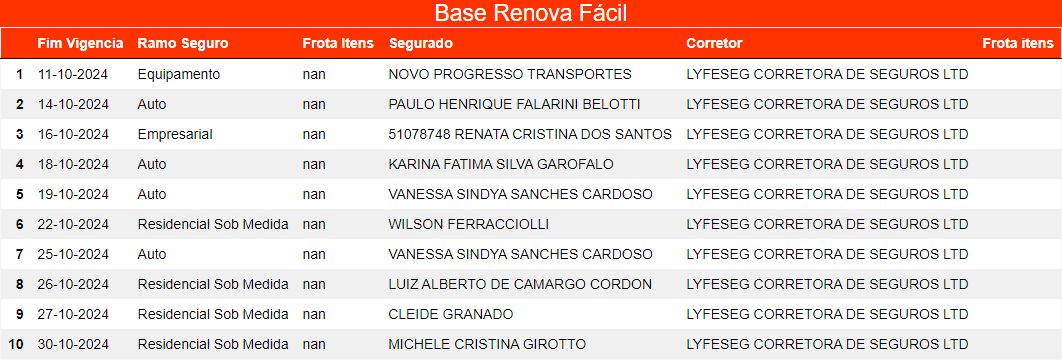 Base Renova Fácil
Fim Vigencia Ramo Seguro Frota Itens Segurado Corretor Frota itens
1 11-10-2024 Equipamento nan NOVO PROGRESSO TRANSPORTES LYFESEG CORRETORA DE SEGUROS LTD
2 14-10-2024 Auto nan PAULO HENRIQUE FALARINI BELOTTI LYFESEG CORRETORA DE SEGUROS LTD
3 16-10-2024 Empresarial nan 51078748 RENATA CRISTINA DOS SANTOS LYFESEG CORRETORA DE SEGUROS LTD
4 18-10-2024 Auto nan KARINA FATIMA SILVA GAROFALO LYFESEG CORRETORA DE SEGUROS LTD
5 19-10-2024 Auto nan VANESSA SINDYA SANCHES CARDOSO LYFESEG CORRETORA DE SEGUROS LTD
6 22-10-2024 Residencial Sob Medida nan WILSON FERRACCIOLLI LYFESEG CORRETORA DE SEGUROS LTD
7 25-10-2024 Auto nan VANESSA SINDYA SANCHES CARDOSO LYFESEG CORRETORA DE SEGUROS LTD
8 26-10-2024 Residencial Sob Medida nan LUIZ ALBERTO DE CAMARGO CORDON LYFESEG CORRETORA DE SEGUROS LTD
9 27-10-2024 Residencial Sob Medida nan CLEIDE GRANADO LYFESEG CORRETORA DE SEGUROS LTD
10 30-10-2024 Residencial Sob Medida nan MICHELE CRISTINA GIROTTO LYFESEG CORRETORA DE SEGUROS LTD